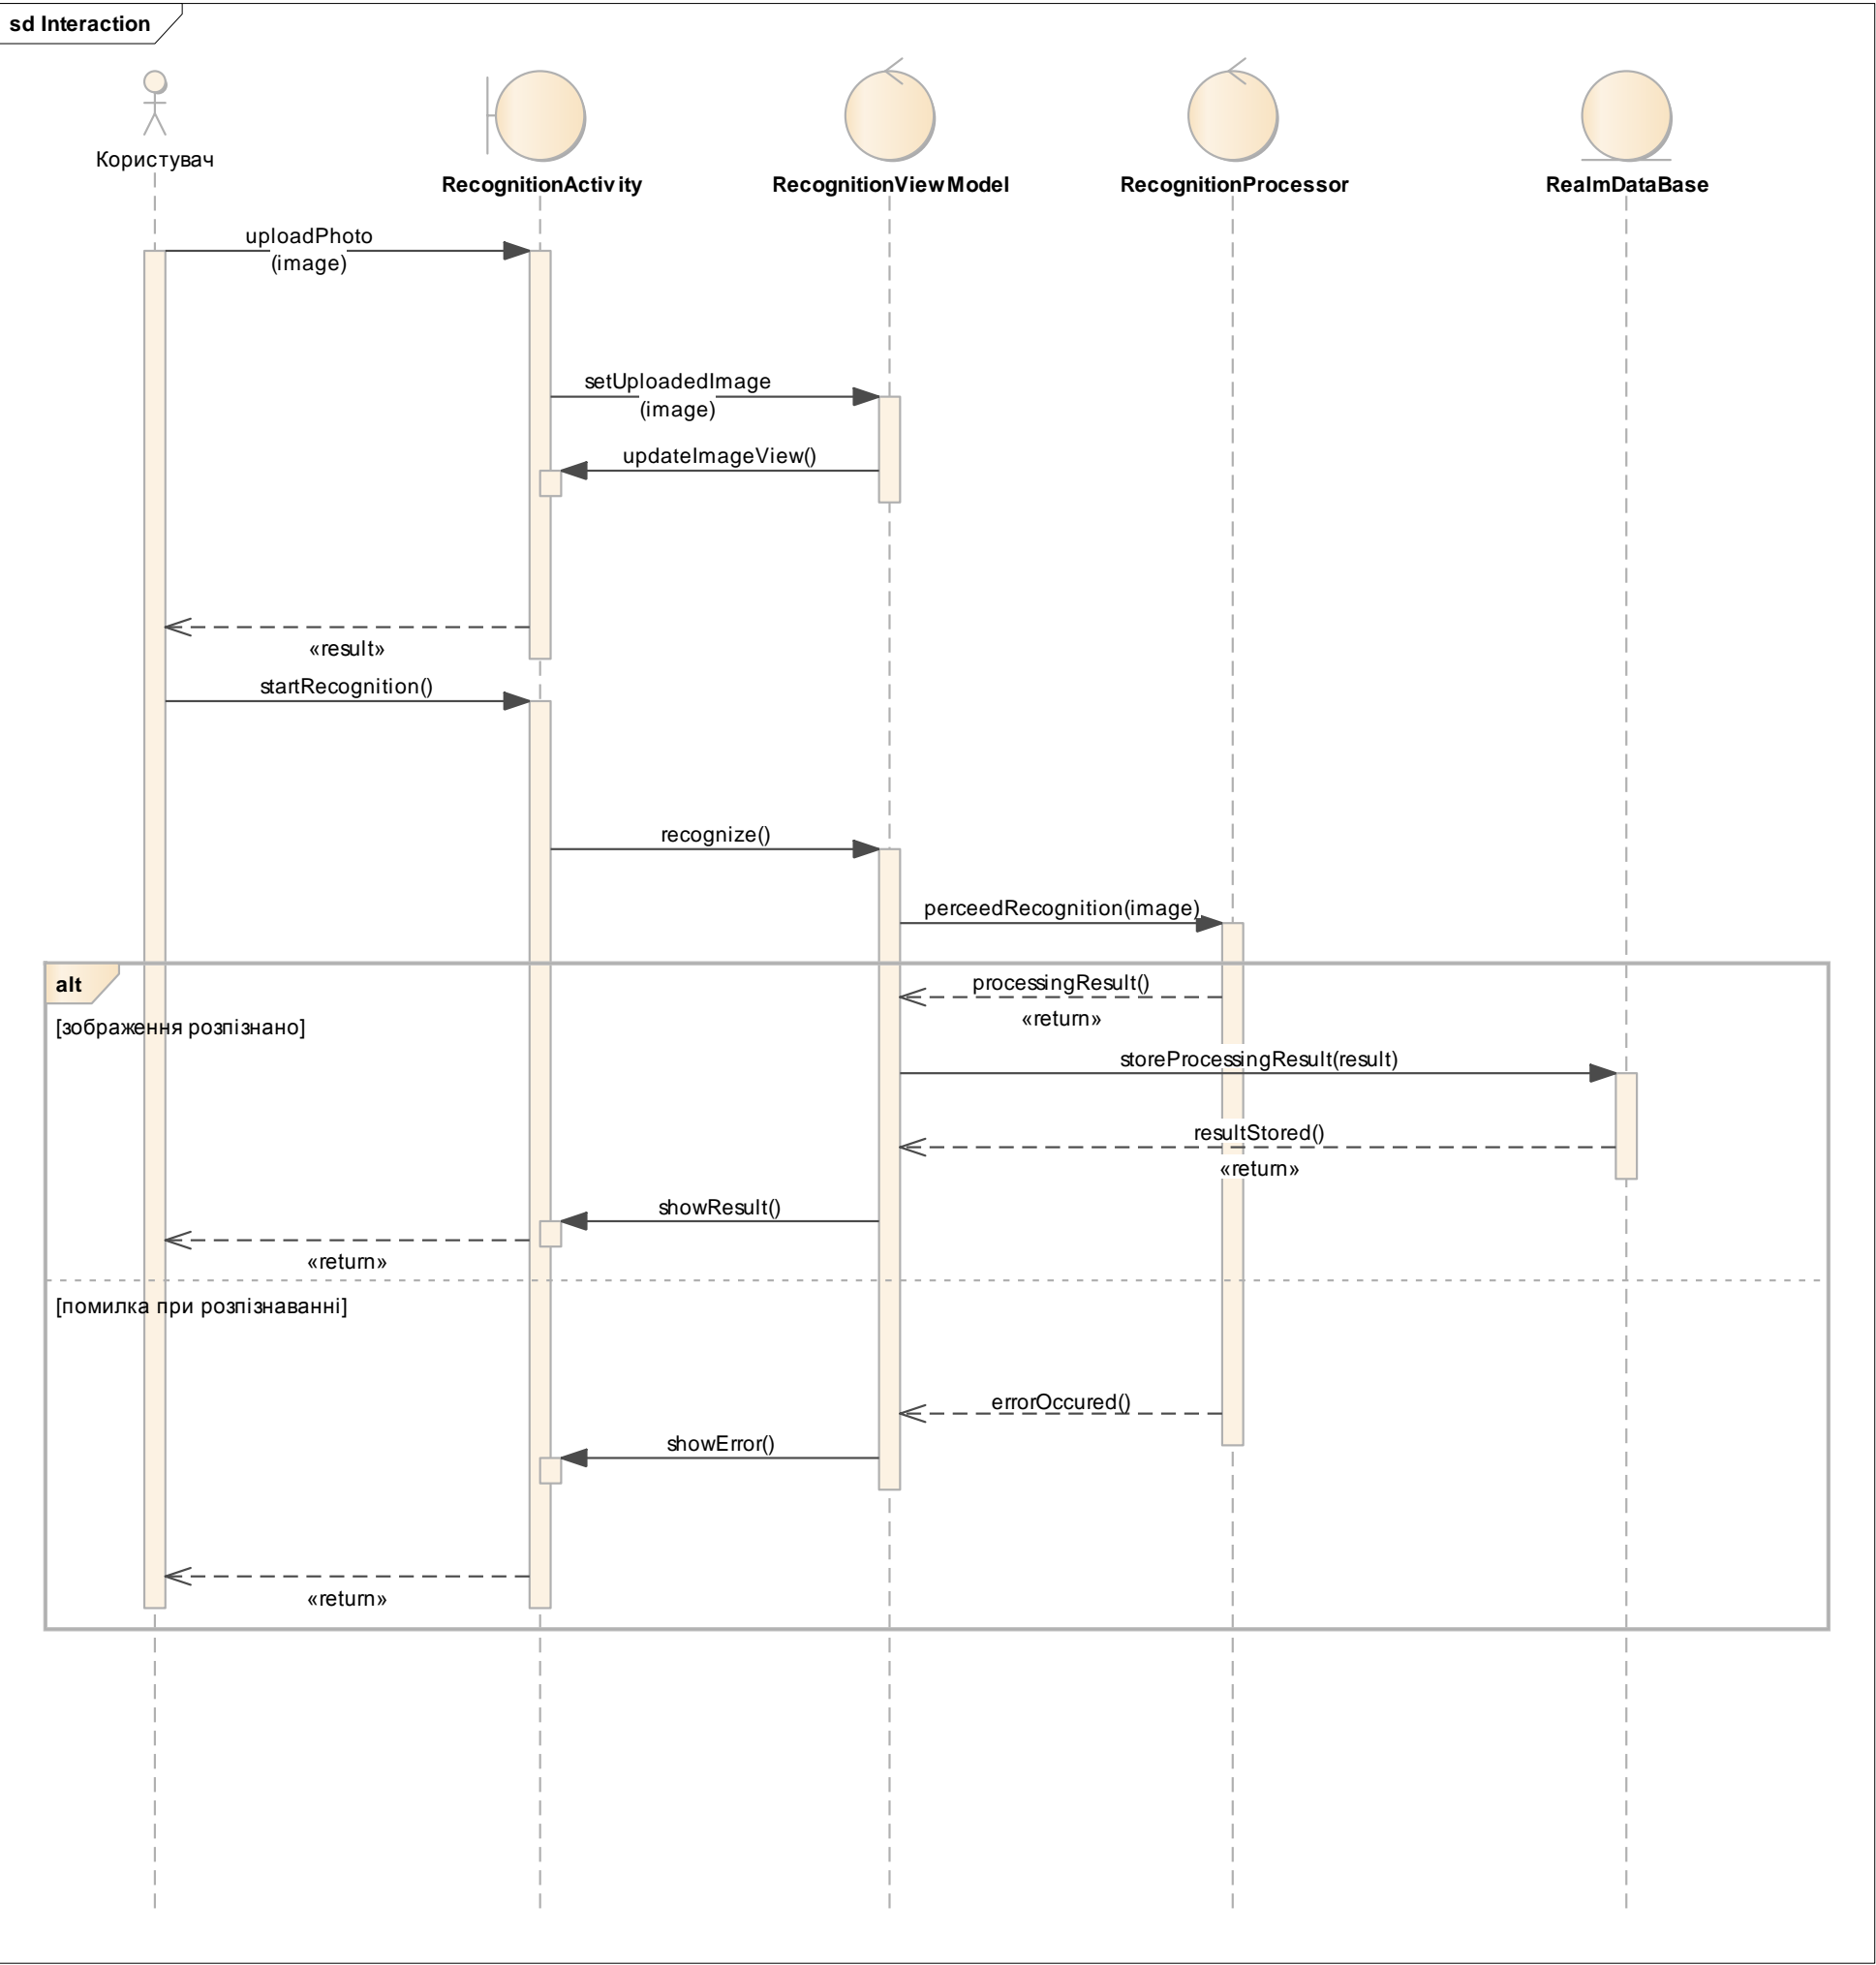 sd Interaction
Користувач
RecognitionActivity
RecognitionViewModel
RecognitionProcessor
RealmDataBase
uploadPhoto
(image)
setUploadedImage
(image)
updateImageView()
«result»
startRecognition()
recognize()
perceedRecognition(image)
alt
processingResult()
«return»
[зображення розпізнано]
storeProcessingResult(result)
resultStored()
«return»
showResult()
«return»
[помилка при розпізнаванні]
errorOccured()
showError()
«return»